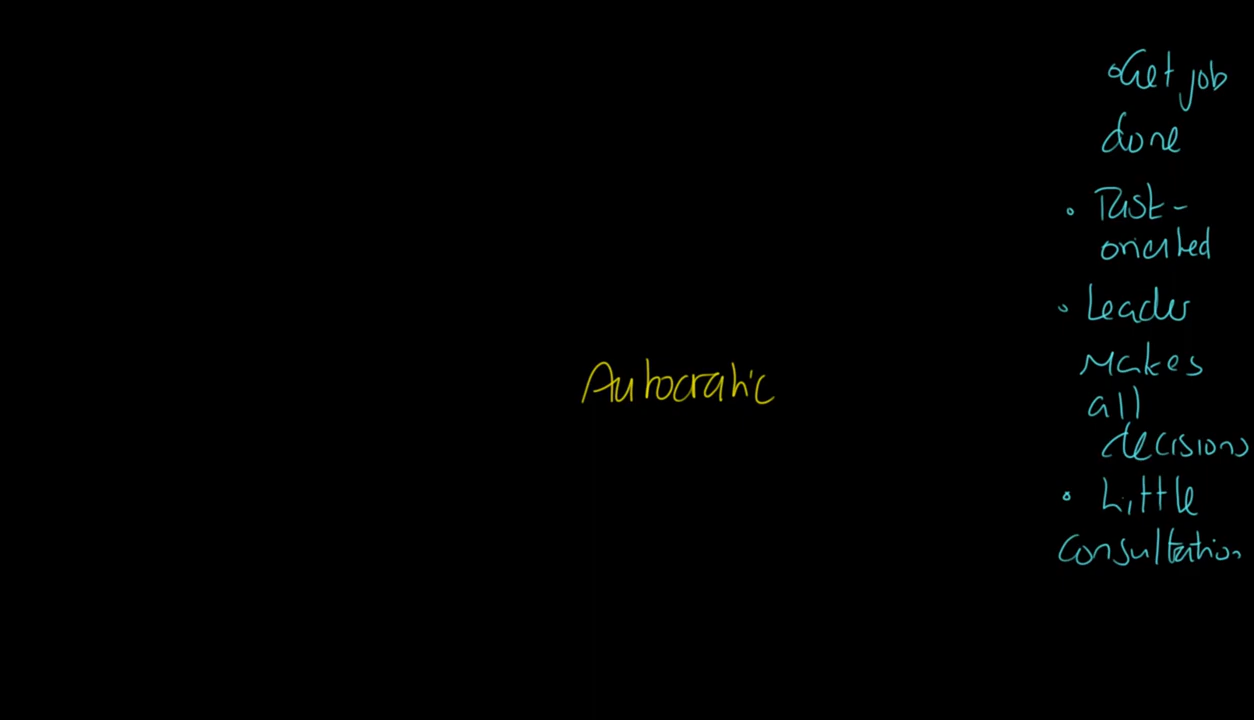 Autocratic
• Get job
done
• Task-
oriented
• Leader
Makes
all
decisions
• Little
Consultation